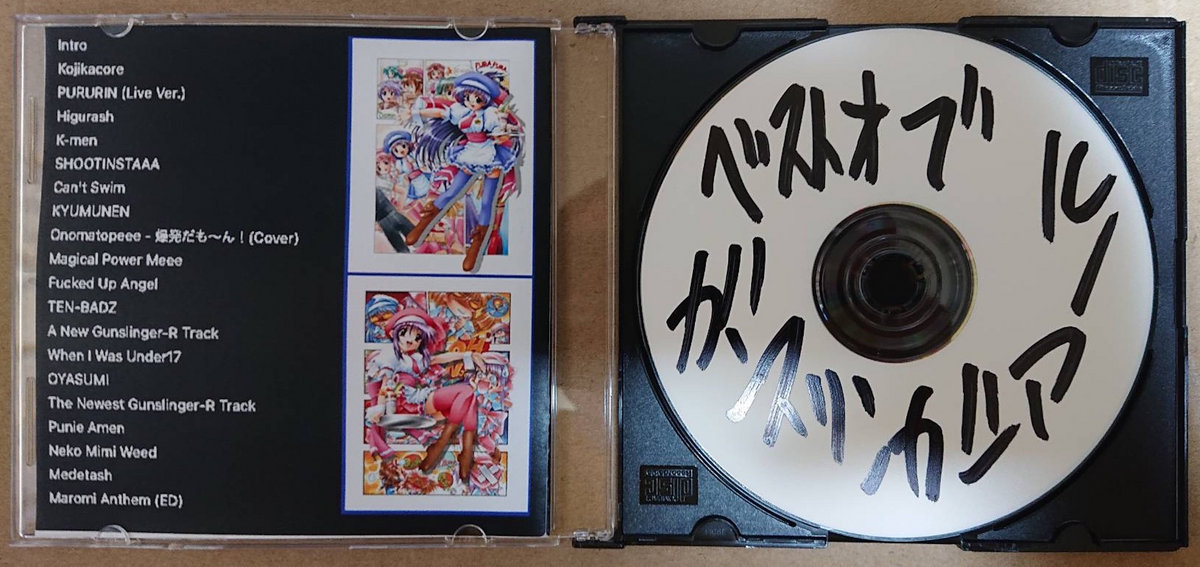 Intro
Kojikacore
PURURIN (Live Ver.)
Higurash
K-men
SHOOTINSTAAA
Can't Swim
KYUMUNEN
Onomatopeee - 爆発だも～ん！(Cover)
Magical Power Meee
Fucked Up Angel
TEN-BADZ
A New Gunslinger-R Track
When I Was Under17
OYASUMI
The Newest Gunslinger-R Track
Punie Amen
Neko Mimi Weed
Medetash
Maromi Anthem (ED)
ベストオブ
ガンスリンガーアール